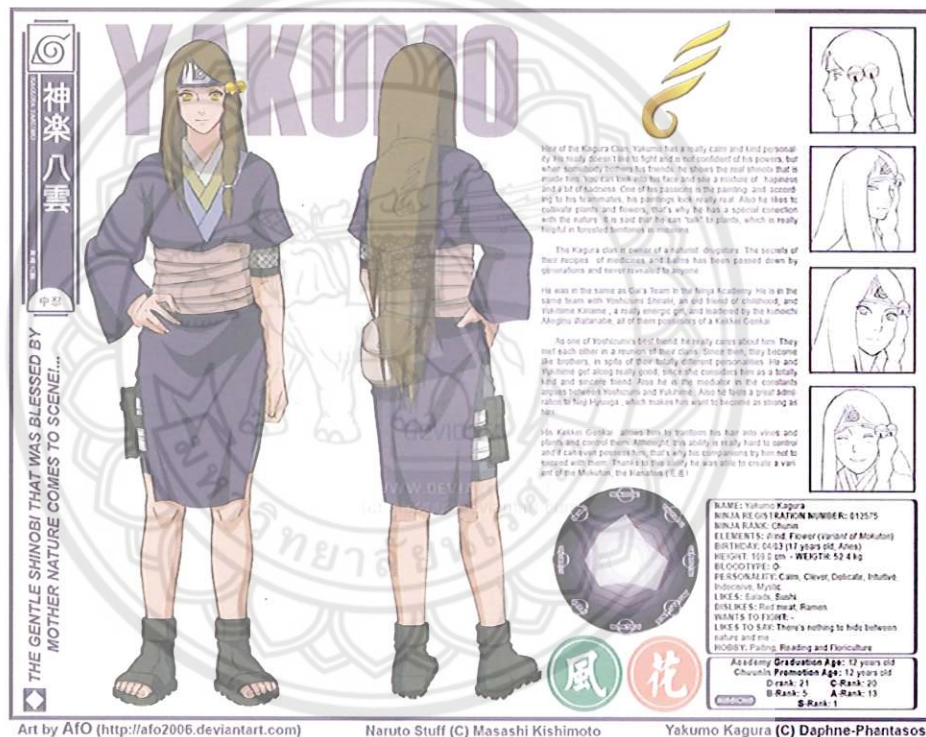 YAKUMO
神楽八雲
KAGURA YAKUMO
中忍
THE GENTLE SHINOBI THAT WAS BLESSED BY
MOTHER NATURE COMES TO SCENE!...
Heir of the Kagura Clan, Yakumo has a really calm and kind personal-
ity. He really doesn't like to fight and is not confident of his powers, but
when somebody bothers his friends, he shows the real shinobi that is
inside him. You can look into his face and see a mixture of hapiness
and a bit of sadness. One of his passions is the painting, and accord-
ing to his teammates, his paintings look really real. Also he likes to
cultivate plants and flowers, that's why he has a special conection
with the nature. It is said that he can "talk" to plants, which is really
helpful in forested territories in missions.
The Kagura clan is owner of a naturist drugstore. The secrets of
their recipes of medicines and balms has been passed down by
generations and never revealed to anyone.
He was in the same as Gai's Team in the Ninja Academy. He is in the
same team with Yoshizumi Shiraki, an old friend of childhood, and
Yukihime, a really energic girl, and leadered by the kunoichi
Watanabe, all of them possesors of a Kekkei Genkai.
As one of Yoshizumi's best friend, he really cares about him. They
met each other in a reunion of their clans. Since then, they become
like brothers, in spite of their totally different personalities. He and
Yukihime get along really good, since she considers him as a totally
kind and sincere friend. Also he is the mediator in the constants
argues between Yoshizumi and Yukihime. Also he feels a great admi-
ration to Neji Hyuuga, which makes him want to become as strong as
him.
His Kekkei Genkai allows him to tranform his hair into vines and
plants and control them. Althought, this ability is really hard to control
and it can even possess him, that's why his companions try him not to
exceed with them. Thanks to this ability he was able to create a vari-
ant of the Mokuton, the Hanaton
NAME: Yakumo Kagura
NINJA REGISTRATION NUMBER: 012575
NINJA RANK: Chunin
ELEMENTS: Wind, Flower (variant of Mokuton)
BIRTHDAY: 04/03 (17 years old, Aries)
HEIGHT: 169.0 cm - WEIGTH: 52.4 kg
BLOODTYPE: O
PERSONALITY: Calm, Clever, Delicate, Intuitive,
Indecisive, Mystic
LIKES: Salads, Sushi
DISLIKES: Red meat, Ramen
WANTS TO FIGHT: -
LIKES TO SAY: There's nothing to hide between
nature and me
HOBBY: Paiting, Reading and Floriculture
風
花
Academy Graduation Age: 12 years old
Chuunin Promotion Age: 12 years old
D-rank: 21 C-Rank: 20
B-Rank: 5 A-Rank: 13
MISSIONS S-Rank: 1
Art by AfO (http://afo2006.deviantart.com) Naruto Stuff (C) Masashi Kishimoto Yakumo Kagura (C) Daphne-Phantasos